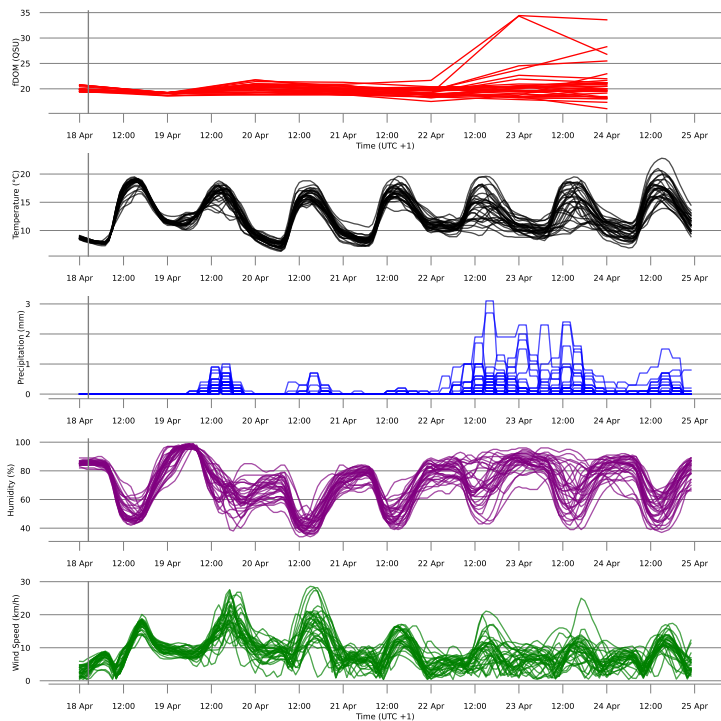 35
30
25
20
fDOM (QSU)
18 Apr 12:00 19 Apr 12:00 20 Apr 12:00 21 Apr 12:00 22 Apr 12:00 23 Apr 12:00 24 Apr 12:00 25 Apr
Time (UTC +1)
20
15
10
Temperature (°C)
18 Apr 12:00 19 Apr 12:00 20 Apr 12:00 21 Apr 12:00 22 Apr 12:00 23 Apr 12:00 24 Apr 12:00 25 Apr
3
2
1
0
Precipitation (mm)
18 Apr 12:00 19 Apr 12:00 20 Apr 12:00 21 Apr 12:00 22 Apr 12:00 23 Apr 12:00 24 Apr 12:00 25 Apr
100
80
60
40
Humidity (%)
18 Apr 12:00 19 Apr 12:00 20 Apr 12:00 21 Apr 12:00 22 Apr 12:00 23 Apr 12:00 24 Apr 12:00 25 Apr
30
20
10
0
Wind Speed (km/h)
18 Apr 12:00 19 Apr 12:00 20 Apr 12:00 21 Apr 12:00 22 Apr 12:00 23 Apr 12:00 24 Apr 12:00 25 Apr
Time (UTC +1)